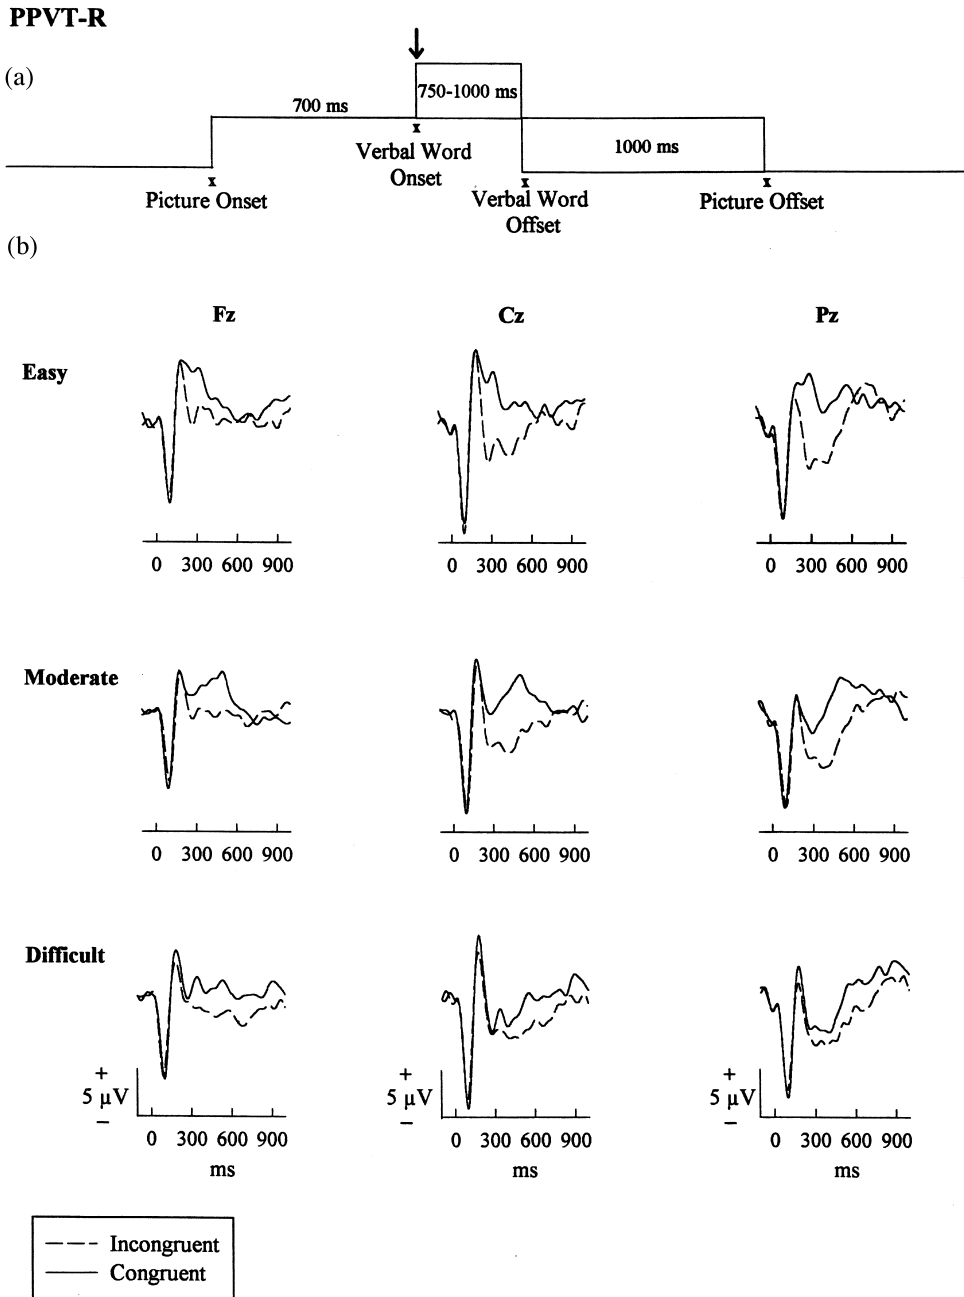 PPVT-R
(a)
700 ms
750-1000 ms
1000 ms
x
Verbal Word
Onset
x
Picture Onset
x
Verbal Word
Offset
x
Picture Offset
(b)
Fz Cz Pz
Easy
0 300 600 900
0 300 600 900
0 300 600 900
Moderate
0 300 600 900
0 300 600 900
0 300 600 900
Difficult
+
5 µV
–
+
5 µV
–
+
5 µV
–
0 300 600 900
0 300 600 900
0 300 600 900
ms ms ms
Incongruent
Congruent